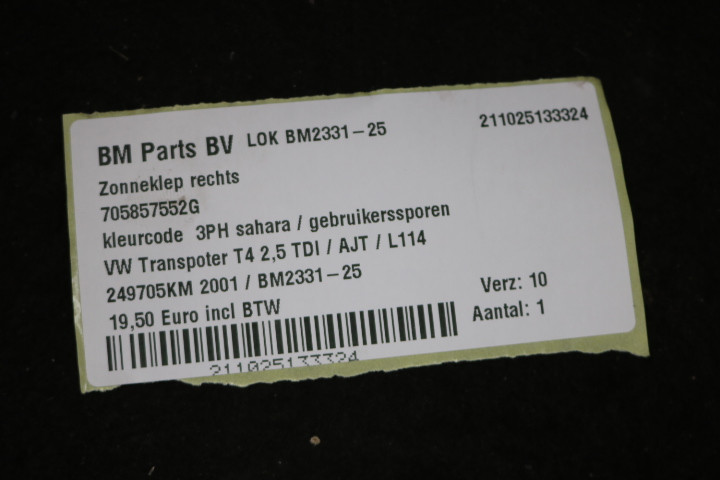 BM Parts BV LOK BM2331-25 211025133324
Zonneklep rechts
705857552G
kleurcode 3PH sahara / gebruikerssporen
VW Transpoter T4 2,5 TDI / AJT / L114
249705KM 2001 / BM2331-25
19,50 Euro incl BTW
Verz: 10
Aantal: 1
211025133324